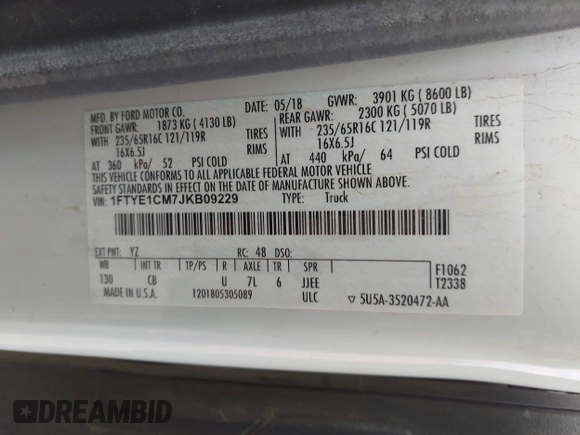 MFD. BY FORD MOTOR CO. 05/18 GVWR: 3901 KG ( 8600 LB)
FRONT GAWR: 1873 KG ( 4130 LB) REAR GAWR: 2300 KG ( 5070 LB)
WITH 235/65R16C 121/119R TIRES WITH 235/65R16C 121/119R TIRES
16X6.5J RIMS 16X6.5J RIMS
AT 360 kPa/ 52 PSI COLD AT 440 kPa/ 64 PSI COLD
THIS VEHICLE CONFORMS TO ALL APPLICABLE FEDERAL MOTOR VEHICLE
SAFETY STANDARDS IN EFFECT ON THE DATE OF MANUFACTURE SHOWN ABOVE.
VIN: 1FTYE1CM7JKB09229 TYPE: Truck
EXT PNT: YZ RC: 48 DSO:
WB INT TR TP/PS R AXLE TR SPR F1062
130 CB U 7L 6 JJEE T2338
MADE IN U.S.A. 1201805305089 ULC ▽ 5U5A-3520472-AA
DREAMBID